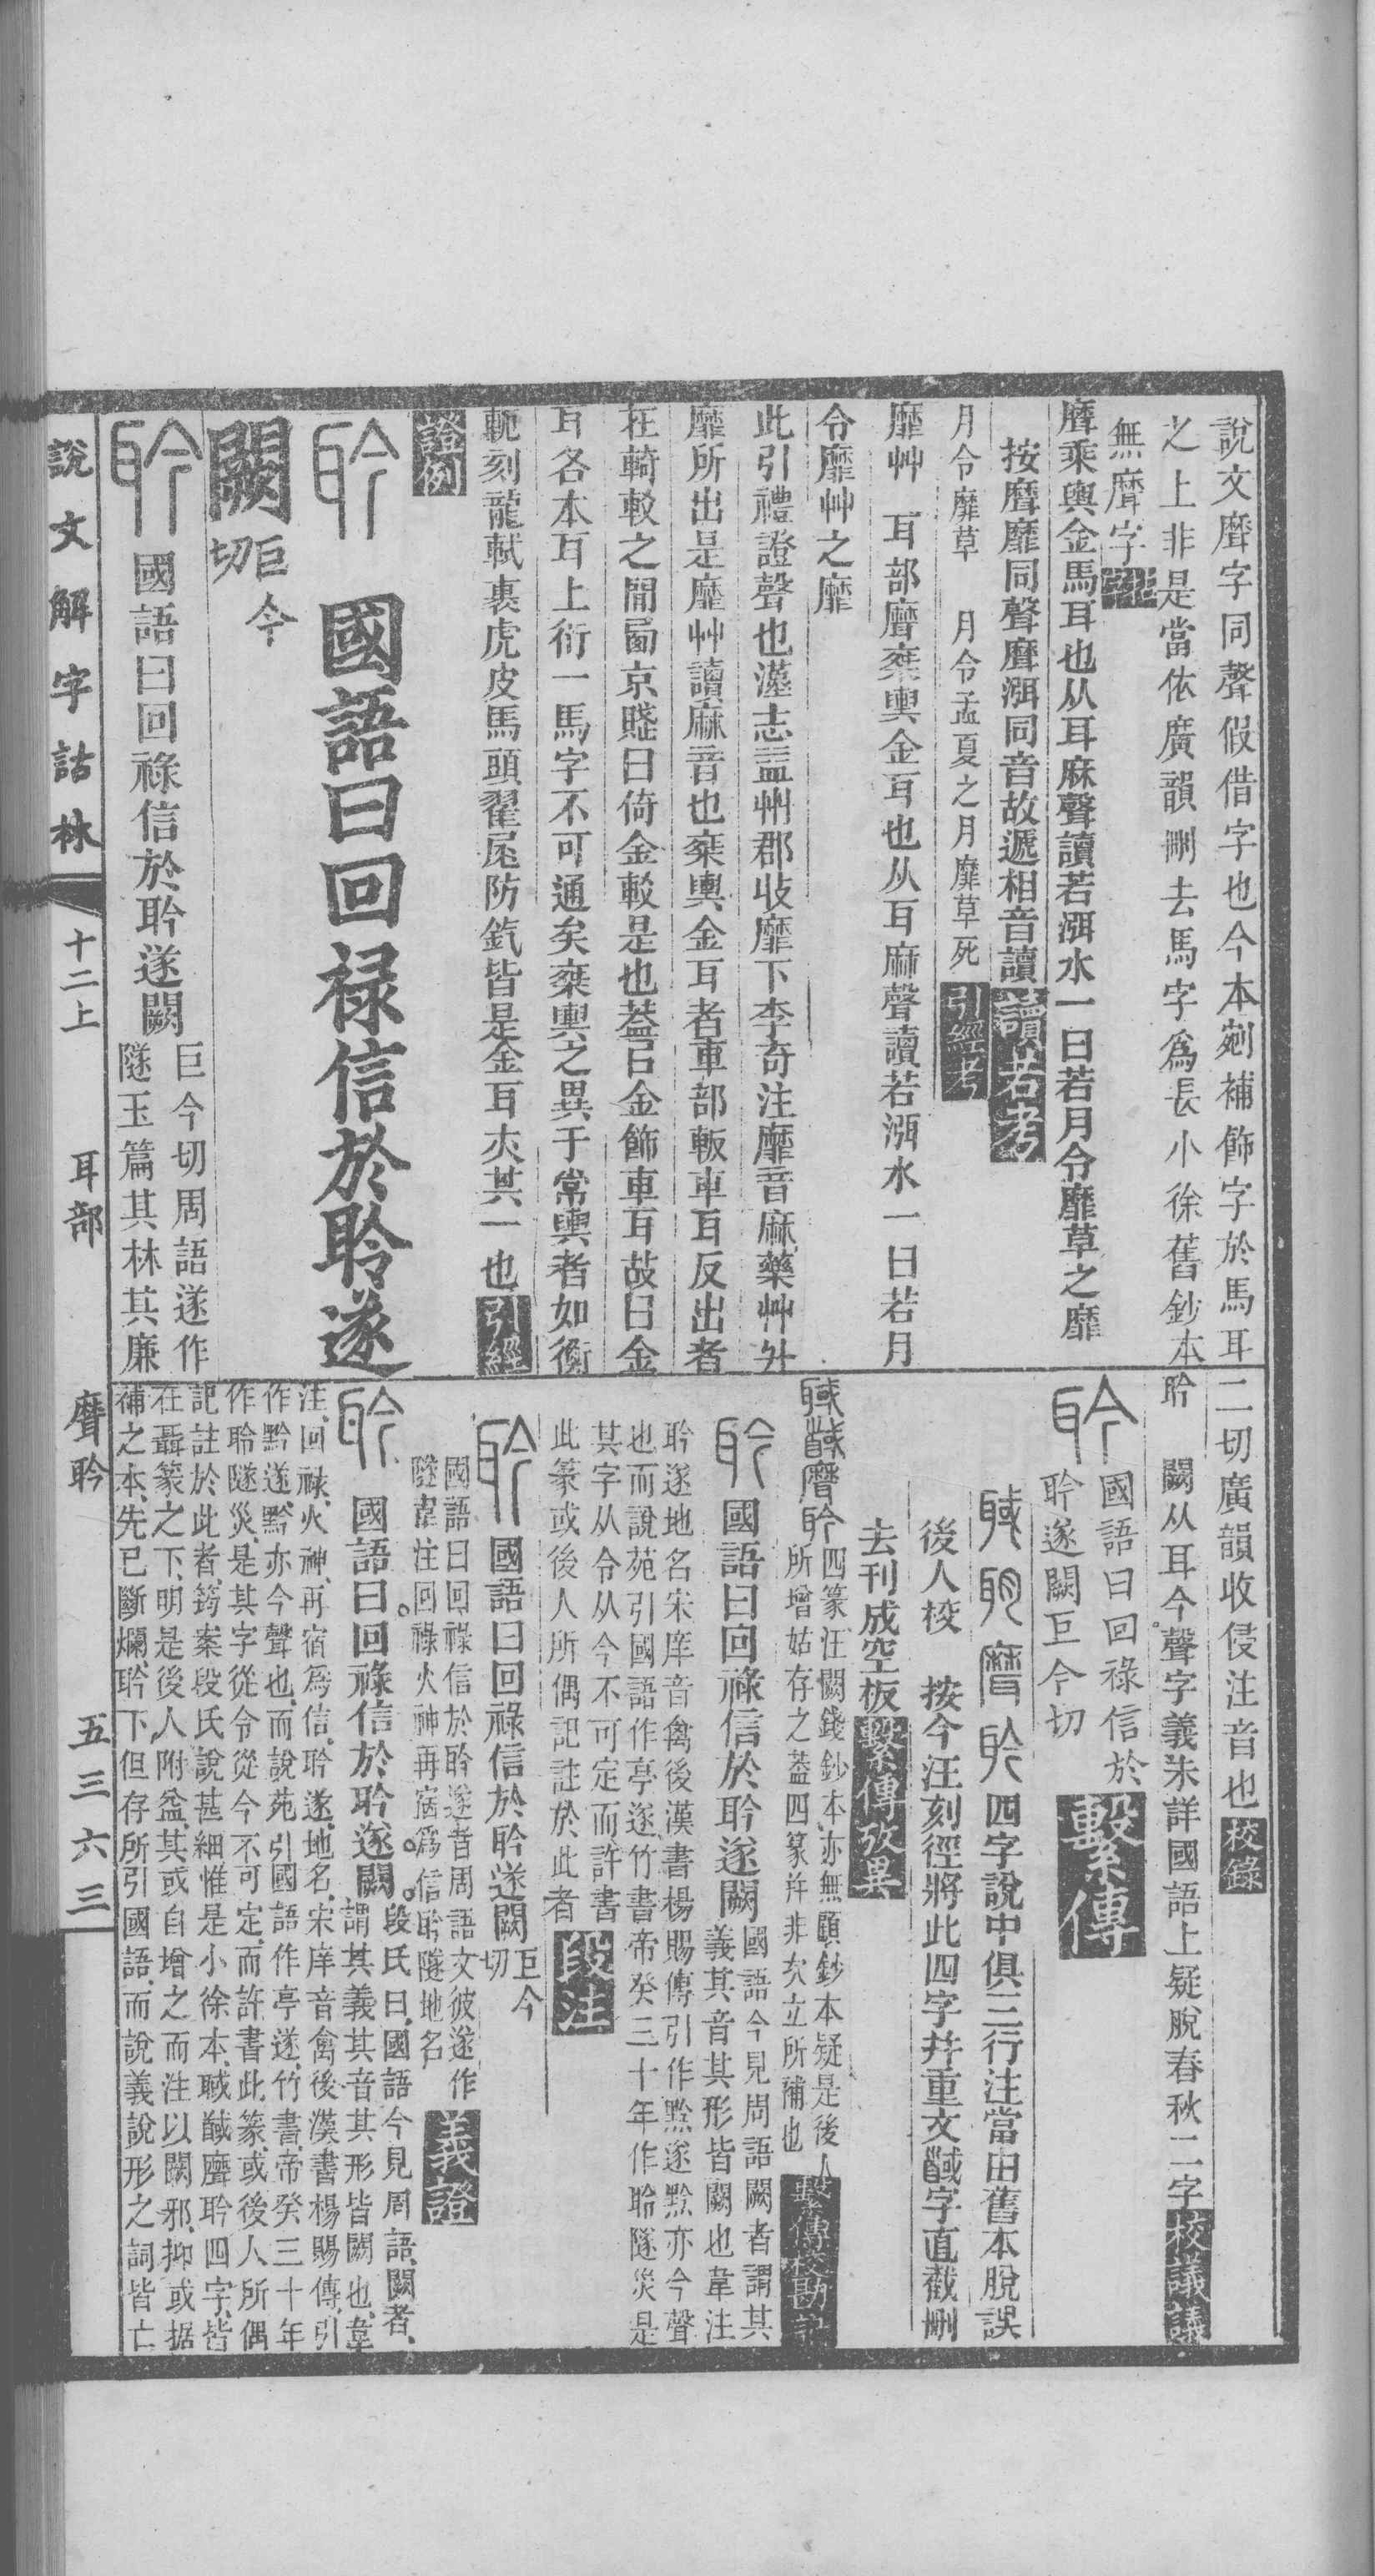 說文䃺字同聲假借字也今本剜補飾字於馬耳
之上非是當依廣韻刪去馬字爲長小徐舊鈔本
無䃺字
䃺乘輿金馬耳也从耳麻聲讀若渳水一曰若月令靡草之靡
按䃺靡同聲䃺渳同音故遞相音讀 讀若考
月令靡草 月令孟夏之月靡草死 引經考
靡艸 耳部䃺椉輿金耳也从耳麻聲讀若渳水一曰若月
令靡艸之靡
此引禮證聲也漢志益州郡收靡下李奇注靡音麻藥艸艸
靡所出是靡艸讀麻音也椉輿金耳者車部軓車耳反出者
在輢較之閒䓊京賦曰倚金較是也蓋㠯金飾車耳故曰金
耳各本耳上衍一馬字不可通矣椉輿之異于常輿者如衡
軛刻龍軾裹虎皮馬頭翟尾防釳皆是金耳夾其一也 引經
證例
聆 國語曰回祿信於聆遂
闕 巨今切
聆 國語曰回祿信於聆遂闕 巨今切周語遂作
隧玉篇其林其廉
二切廣韻收侵注音也 校錄
聆 闕从耳今聲字義未詳國語上疑脫春秋二字 校議議
聆 國語曰回祿信於
聆遂闕巨今切 繫傳
四字說中俱三行注當由舊本脫誤
後人校 按今汪刻徑將此四字幷重文馘字直截刪
去刊成空板 繫傳攷異
聝馘䃺聆 四篆汪闕錢鈔本亦無顧鈔本疑是後人
所增姑存之蓋四篆幷非次立所補也 繫傳校勘記
聆 國語曰回祿信於聆遂闕 國語今見周語闕者謂其
義其音其形皆闕也韋注
聆遂地名宋庠音禽後漢書楊賜傳引作黔遂黔亦今聲
也而說苑引國語作亭遂竹書帝癸三十年作聆隧災是
其字从令从今不可定而許書
此篆或後人所偶記註於此者 段注
聆 國語曰回祿信於聆遂闕 巨今切
國語曰回祿信於聆遂者周語文彼遂作
隧韋注回祿火神再宿爲信聆隧地名 義證
聆 國語曰回祿信於聆遂闕 段氏曰國語今見周語闕者
謂其義其音其形皆闕也韋
注回祿火神再宿爲信聆遂地名宋庠音禽後漢書楊賜傳引
作黔遂黔亦今聲也而說苑引國語作亭遂竹書帝癸三十年
作聆隧災是其字從令從今不可定而許書此篆或後人所偶
記註於此者筠案段氏說甚細惟是小徐本聝馘䃺聆四字皆
在聶篆之下明是後人附益其或自增之而注以闕邪抑或据
補之本先已斷爛聆下但存所引國語而說義說形之詞皆亡
說文解字詁林 十二上 耳部 䃺聆 五三六三